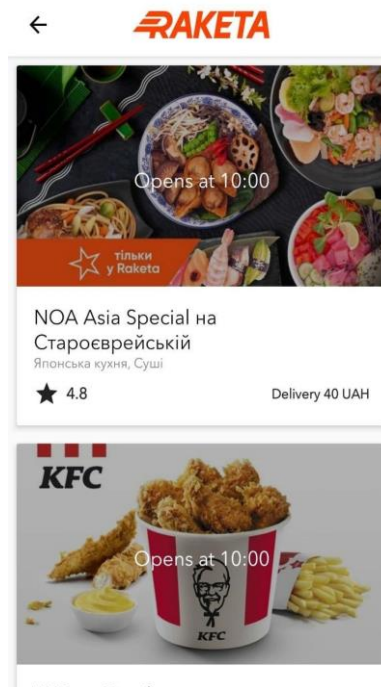 RAKETA
Opens at 10:00
тільки
у Raketa
NOA Asia Special на
Староєврейській
Японська кухня, Суші
4.8
Delivery 40 UAH
KFC
Opens at 10:00
KFC